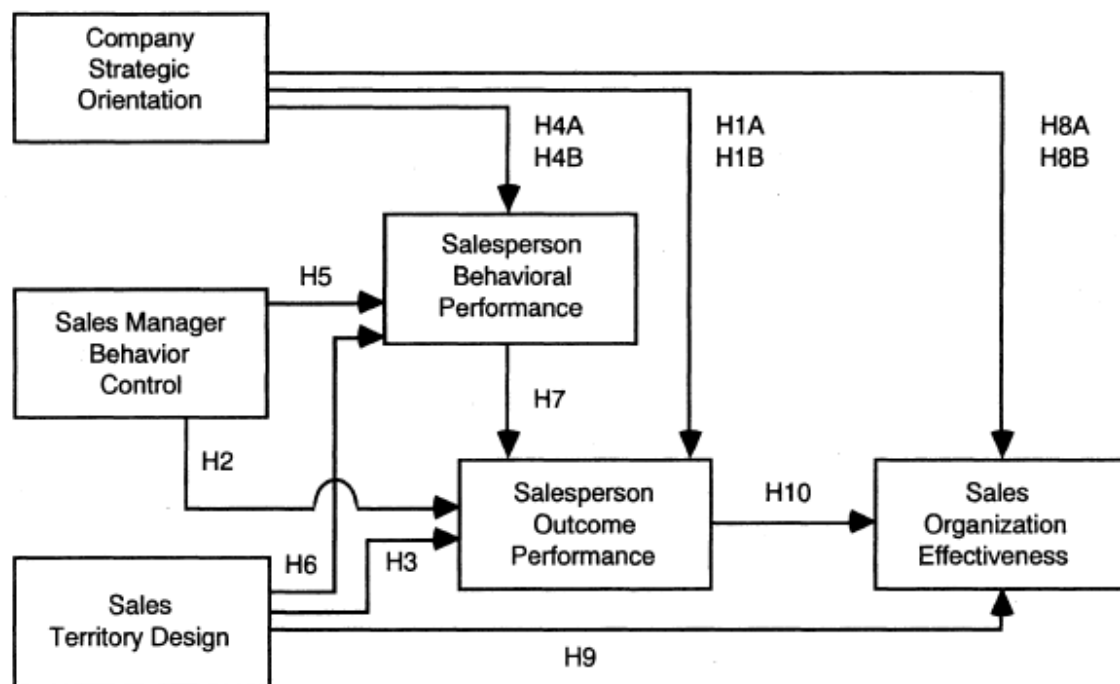 Company
Strategic
Orientation
H4A
H4B
H1A
H1B
H8A
H8B
Salesperson
Behavioral
Performance
H5
Sales Manager
Behavior
Control
H7
H2
Salesperson
Outcome
Performance
H10
Sales
Organization
Effectiveness
H6
H3
Sales
Territory Design
H9